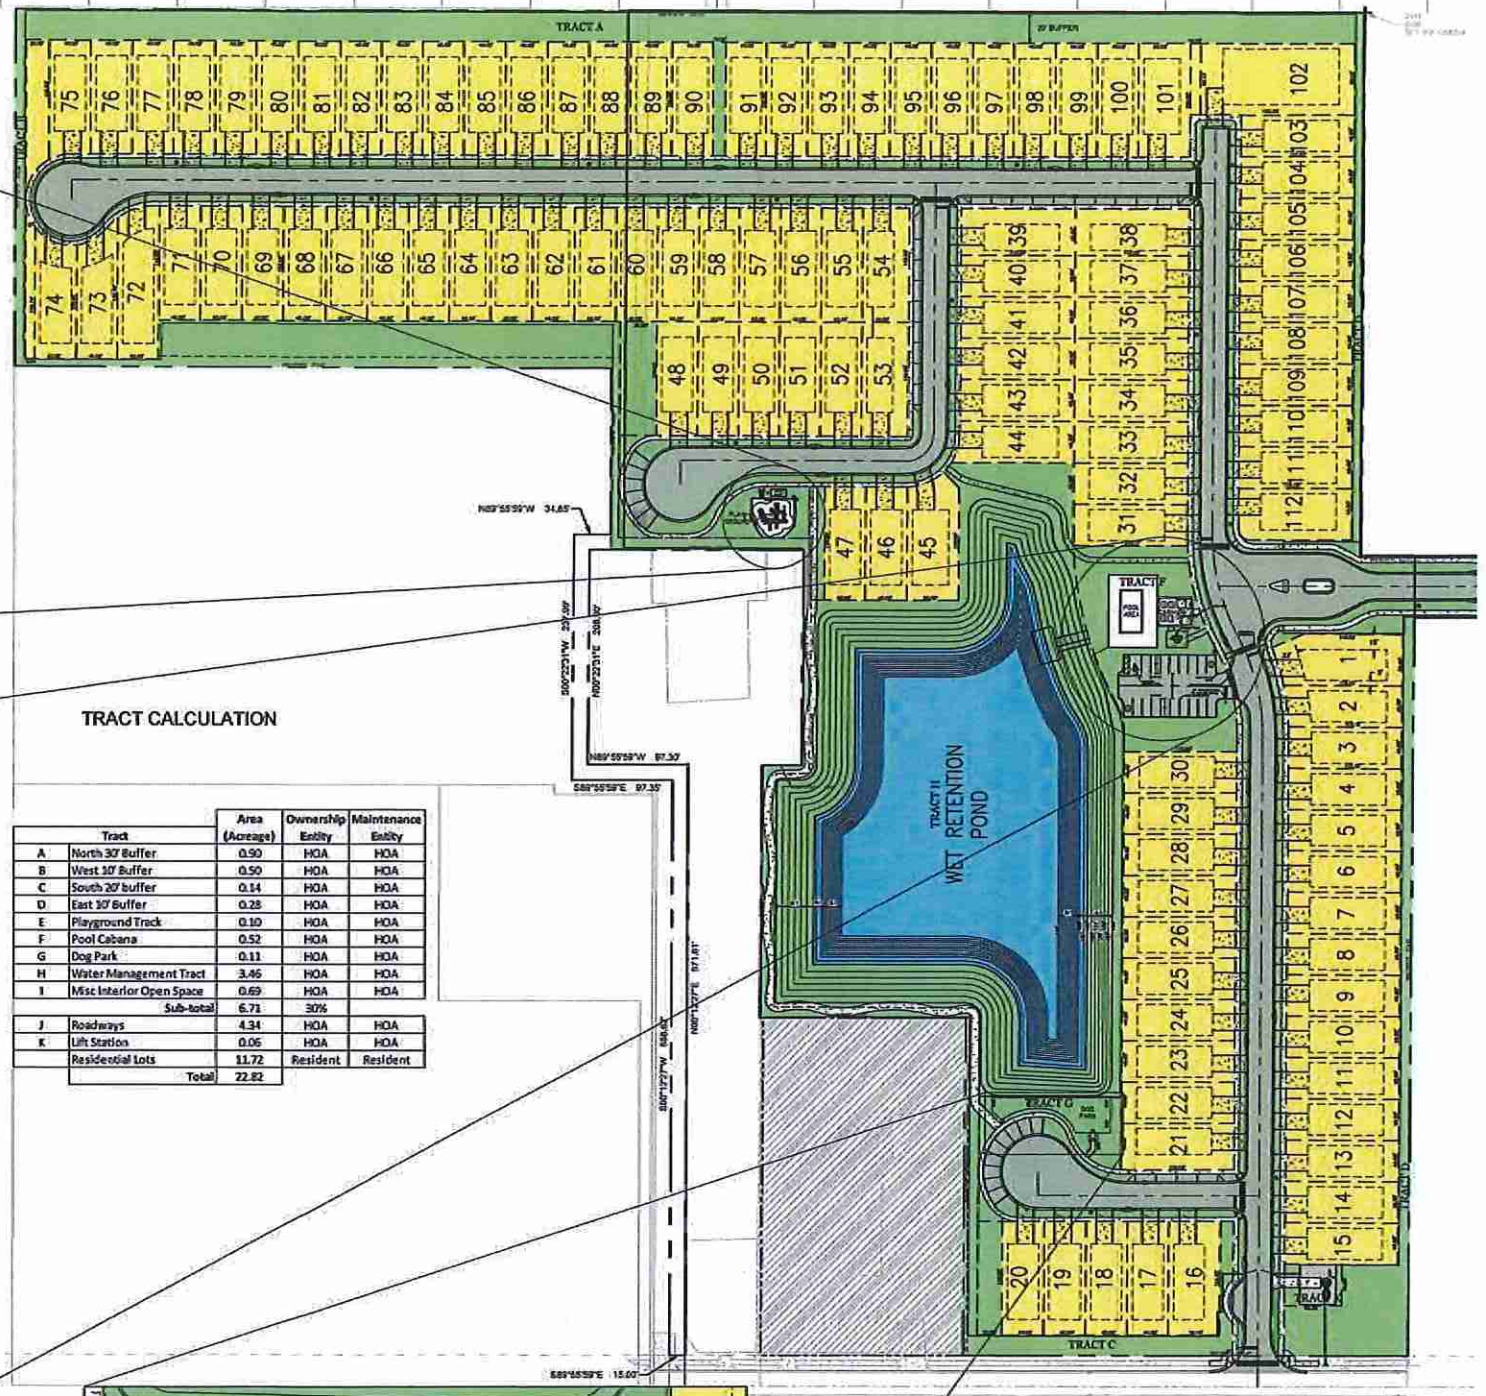 TRACT A
20' BUFFER
75 76 77 78 79 80 81 82 83 84 85 86 87 88 89 90 91 92 93 94 95 96 97 98 99 100 101
102
103
104
105
106
107
108
109
110
111
112
74 73 72 71 70 69 68 67 66 65 64 63 62 61 60 59 58 57 56 55 54
39 38
40 37
41 36
42 35
43 34
44 33
32
31
48 49 50 51 52 53
47 46 45
N89°55'59"W 34.65'
TRACT F
POOL
AREA
N89°55'59"W 97.30'
S89°55'59"E 97.35'
TRACT CALCULATION
Tract Area (Acreage) Ownership Entity Maintenance Entity
A North 30' Buffer 0.90 HOA HOA
B West 10' Buffer 0.50 HOA HOA
C South 20' buffer 0.14 HOA HOA
D East 10' Buffer 0.28 HOA HOA
E Playground Track 0.10 HOA HOA
F Pool Cabana 0.52 HOA HOA
G Dog Park 0.11 HOA HOA
H Water Management Tract 3.46 HOA HOA
I Misc Interior Open Space 0.69 HOA HOA
Sub-total 6.71 30%
J Roadways 4.34 HOA HOA
K Lift Station 0.06 HOA HOA
Residential Lots 11.72 Resident Resident
Total 22.82
TRACT H
WET RETENTION
POND
1
2
3
4
5
6
7
8
9
10
11
12
13
14
15
30
29
28
27
26
25
24
23
22
21
TRACT G
DOG
PARK
20 19 18 17 16
TRACT D
TRACT C
S89°55'59"E 15.00'